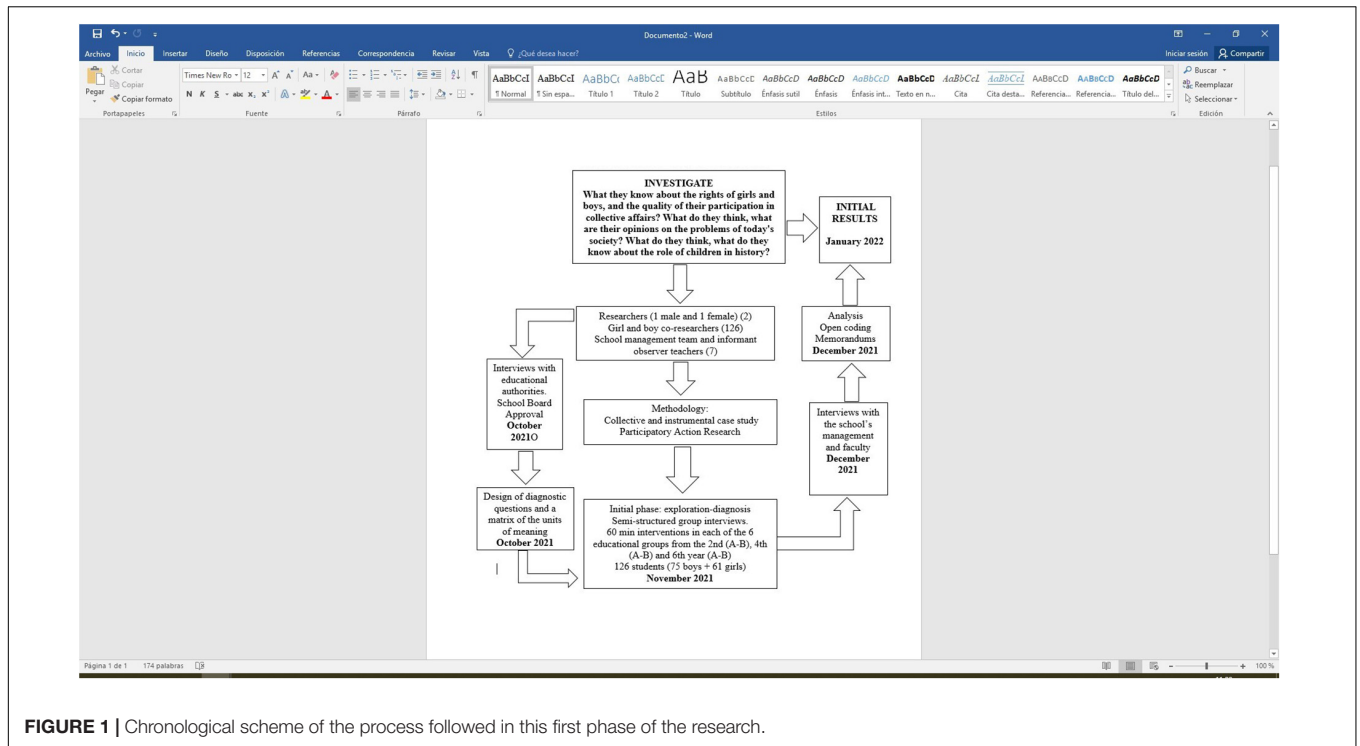 Documento2 - Word
Archivo Inicio Insertar Diseño Disposición Referencias Correspondencia Revisar Vista ¿Qué desea hacer? Iniciar sesión Compartir
Cortar
Copiar
Pegar
Copiar formato
Portapapeles
Times New Ro 12
N K S abc x, x²
Fuente
Párrafo
AaBbCcI AaBbCcI AaBbCc AaBbCcC AaB AaBbCcC AaBbCcD AaBbCcD AaBbCcD AaBbCcD AaBbCcI AaBbCcI AaBbCcD AaBbCcD AaBbCcD
¶ Normal ¶ Sin espa... Título 1 Título 2 Título Subtítulo Énfasis sutil Énfasis Énfasis int... Texto en n... Cita Cita desta... Referencia... Referencia... Título del...
Estilos
Buscar
Reemplazar
Seleccionar
Edición
INVESTIGATE
What they know about the rights of girls and
boys, and the quality of their participation in
collective affairs? What do they think, what
are their opinions on the problems of today's
society? What do they think, what do they
know about the role of children in history?
INITIAL
RESULTS
January 2022
Researchers (1 male and 1 female) (2)
Girl and boy co-researchers (126)
School management team and informant
observer teachers (7)
Analysis
Open coding
Memorandums
December 2021
Interviews with
educational
authorities.
School Board
Approval
October
2021O
Methodology:
Collective and instrumental case study
Participatory Action Research
Interviews with
the school's
management
and faculty
December
2021
Design of diagnostic
questions and a
matrix of the units
of meaning
October 2021
Initial phase: exploration-diagnosis
Semi-structured group interviews.
60 min interventions in each of the 6
educational groups from the 2nd (A-B), 4th
(A-B) and 6th year (A-B)
126 students (75 boys + 61 girls)
November 2021
Página 1 de 1 174 palabras 100 %
FIGURE 1 | Chronological scheme of the process followed in this first phase of the research.